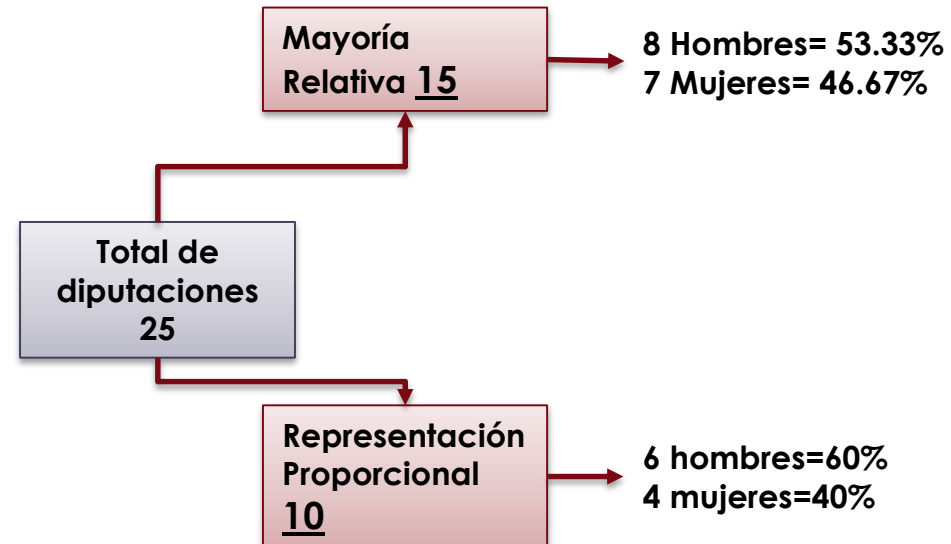 Mayoría
Relativa 15
8 Hombres= 53.33%
7 Mujeres= 46.67%
Total de
diputaciones
25
Representación
Proporcional
10
6 hombres=60%
4 mujeres=40%